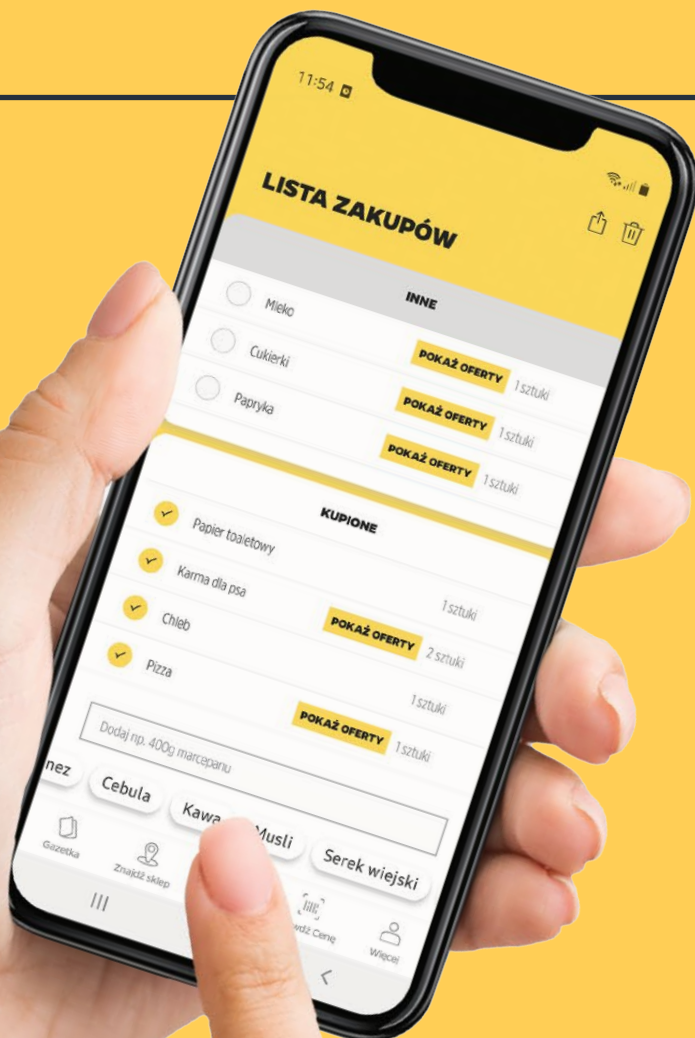 11:54
LISTA ZAKUPÓW
INNE
Mleko
POKAŻ OFERTY 1 sztuki
Cukierki
POKAŻ OFERTY 1 sztuki
Papryka
POKAŻ OFERTY 1 sztuki
KUPIONE
Papier toaletowy
1 sztuki
Karma dla psa
POKAŻ OFERTY 2 sztuki
Chleb
1 sztuki
Pizza
POKAŻ OFERTY 1 sztuki
Dodaj np. 400g marcepanu
nez Cebula Kawa Musli Serek wiejski
Gazetka Znajdź sklep wdź Cenę Więcej